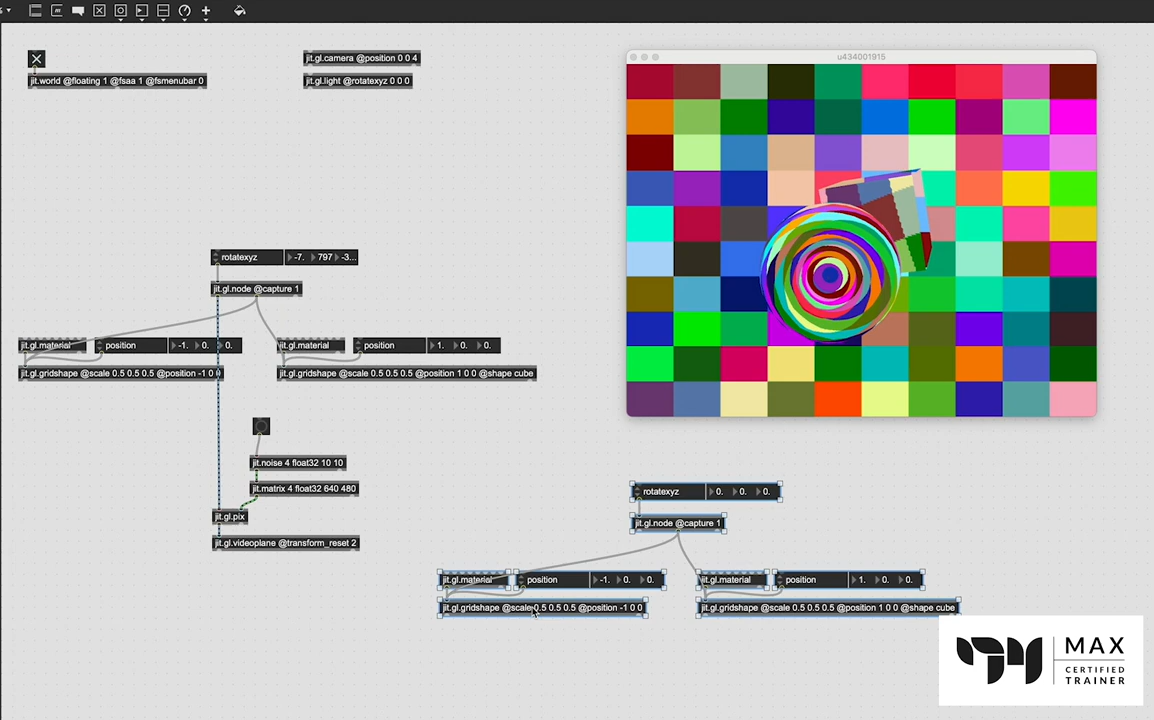 jit.world @floating 1 @fsaa 1 @fsmenubar 0
jit.gl.camera @position 0 0 4
jit.gl.light @rotatexyz 0 0 0
u434001915
rotatexyz -7. 797 -3...
jit.gl.node @capture 1
jit.gl.material position -1. 0. 0.
jit.gl.material position 1. 0. 0.
jit.gl.gridshape @scale 0.5 0.5 0.5 @position -1 0 0
jit.gl.gridshape @scale 0.5 0.5 0.5 @position 1 0 0 @shape cube
jit.noise 4 float32 10 10
jit.matrix 4 float32 640 480
jit.gl.pix
jit.gl.videoplane @transform_reset 2
rotatexyz 0. 0. 0.
jit.gl.node @capture 1
jit.gl.material position -1. 0. 0.
jit.gl.material position 1. 0. 0.
jit.gl.gridshape @scale 0.5 0.5 0.5 @position -1 0 0
jit.gl.gridshape @scale 0.5 0.5 0.5 @position 1 0 0 @shape cube
MAX
CERTIFIED
TRAINER